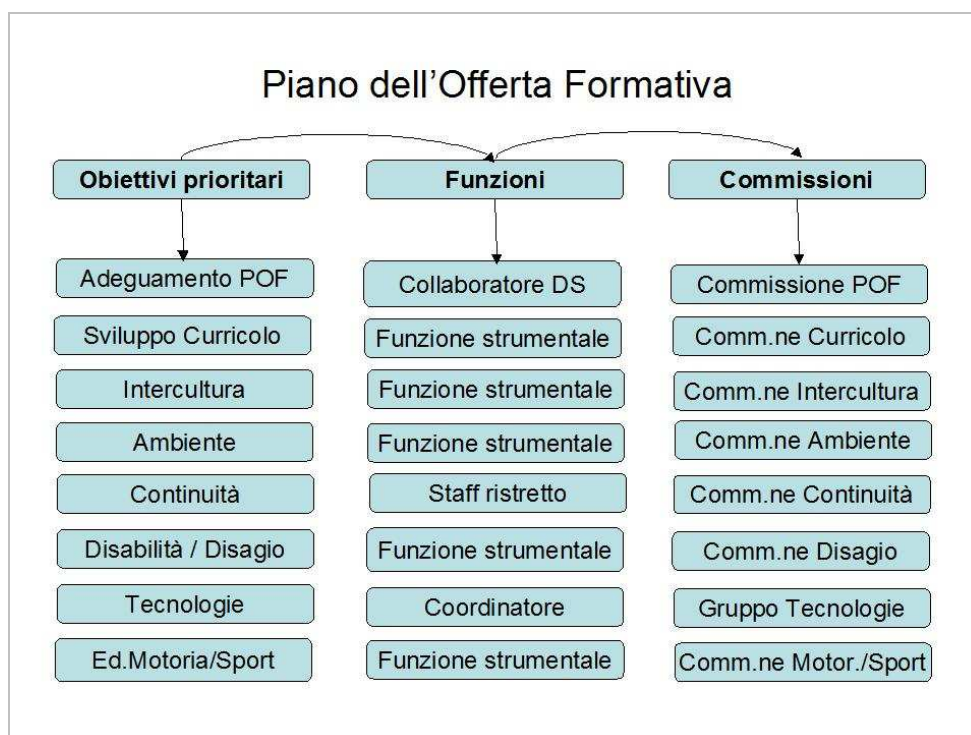 Piano dell'Offerta Formativa
Obiettivi prioritari
Funzioni
Commissioni
Adeguamento POF
Collaboratore DS
Commissione POF
Sviluppo Curricolo
Funzione strumentale
Comm.ne Curricolo
Intercultura
Funzione strumentale
Comm.ne Intercultura
Ambiente
Funzione strumentale
Comm.ne Ambiente
Continuità
Staff ristretto
Comm.ne Continuità
Disabilità / Disagio
Funzione strumentale
Comm.ne Disagio
Tecnologie
Coordinatore
Gruppo Tecnologie
Ed.Motoria/Sport
Funzione strumentale
Comm.ne Motor./Sport